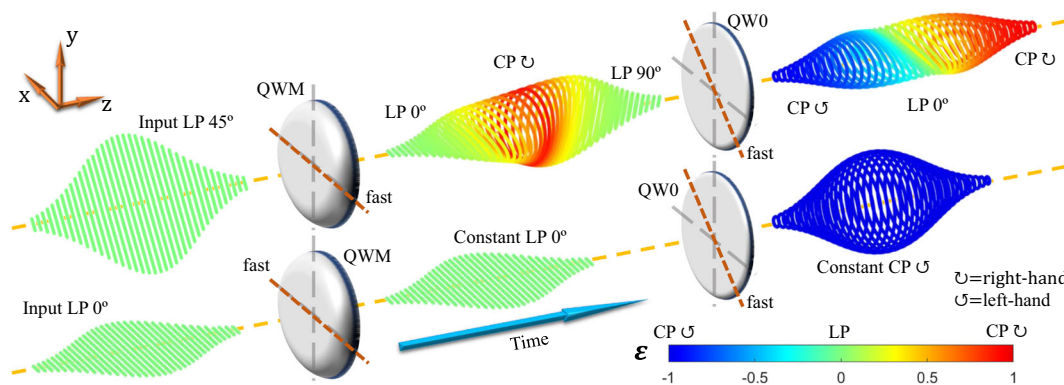 y
x
z
Input LP 45º
QWM
fast
LP 0º
CP ↻
LP 90º
QW0
fast
CP ↺
LP 0º
CP ↻
Input LP 0º
fast
QWM
Constant LP 0º
Time
QW0
fast
Constant CP ↺
↻=right-hand
↺=left-hand
CP ↺
LP
CP ↻
ε
-1
-0.5
0
0.5
1